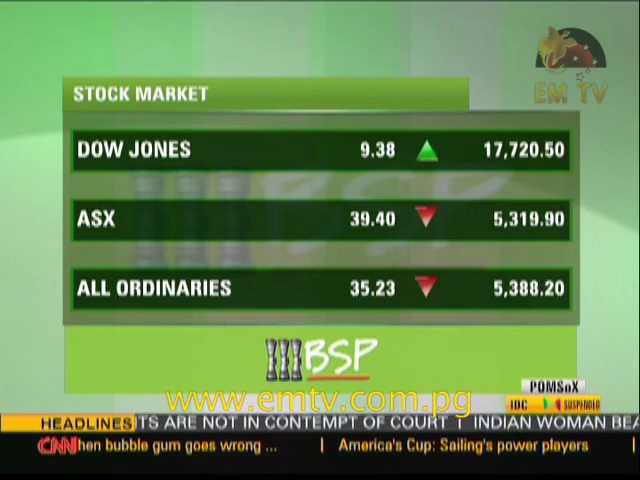 EM TV
STOCK MARKET
DOW JONES 9.38 17,720.50
ASX 39.40 5,319.90
ALL ORDINARIES 35.23 5,388.20
BSP
POMSoX
www.emtv.com.pg
IDC SUSPENDED
HEADLINES TS ARE NOT IN CONTEMPT OF COURT T INDIAN WOMAN BEA
CNN hen bubble gum goes wrong ... | America's Cup: Sailing's power players |